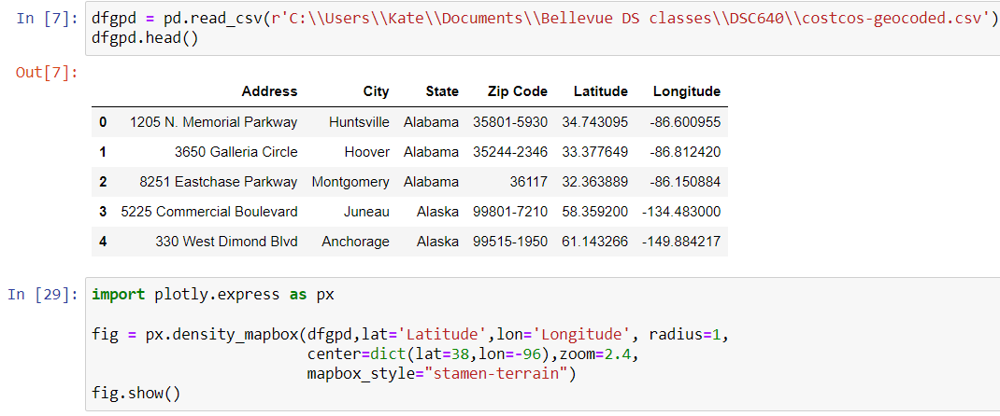 In [7]: dfgpd = pd.read_csv(r'C:\\Users\\Kate\\Documents\\Bellevue DS classes\\DSC640\\costcos-geocoded.csv')
dfgpd.head()
Out[7]:
Address City State Zip Code Latitude Longitude
0 1205 N. Memorial Parkway Huntsville Alabama 35801-5930 34.743095 -86.600955
1 3650 Galleria Circle Hoover Alabama 35244-2346 33.377649 -86.812420
2 8251 Eastchase Parkway Montgomery Alabama 36117 32.363889 -86.150884
3 5225 Commercial Boulevard Juneau Alaska 99801-7210 58.359200 -134.483000
4 330 West Dimond Blvd Anchorage Alaska 99515-1950 61.143266 -149.884217
In [29]: import plotly.express as px
fig = px.density_mapbox(dfgpd,lat='Latitude',lon='Longitude', radius=1,
center=dict(lat=38,lon=-96),zoom=2.4,
mapbox_style="stamen-terrain")
fig.show()